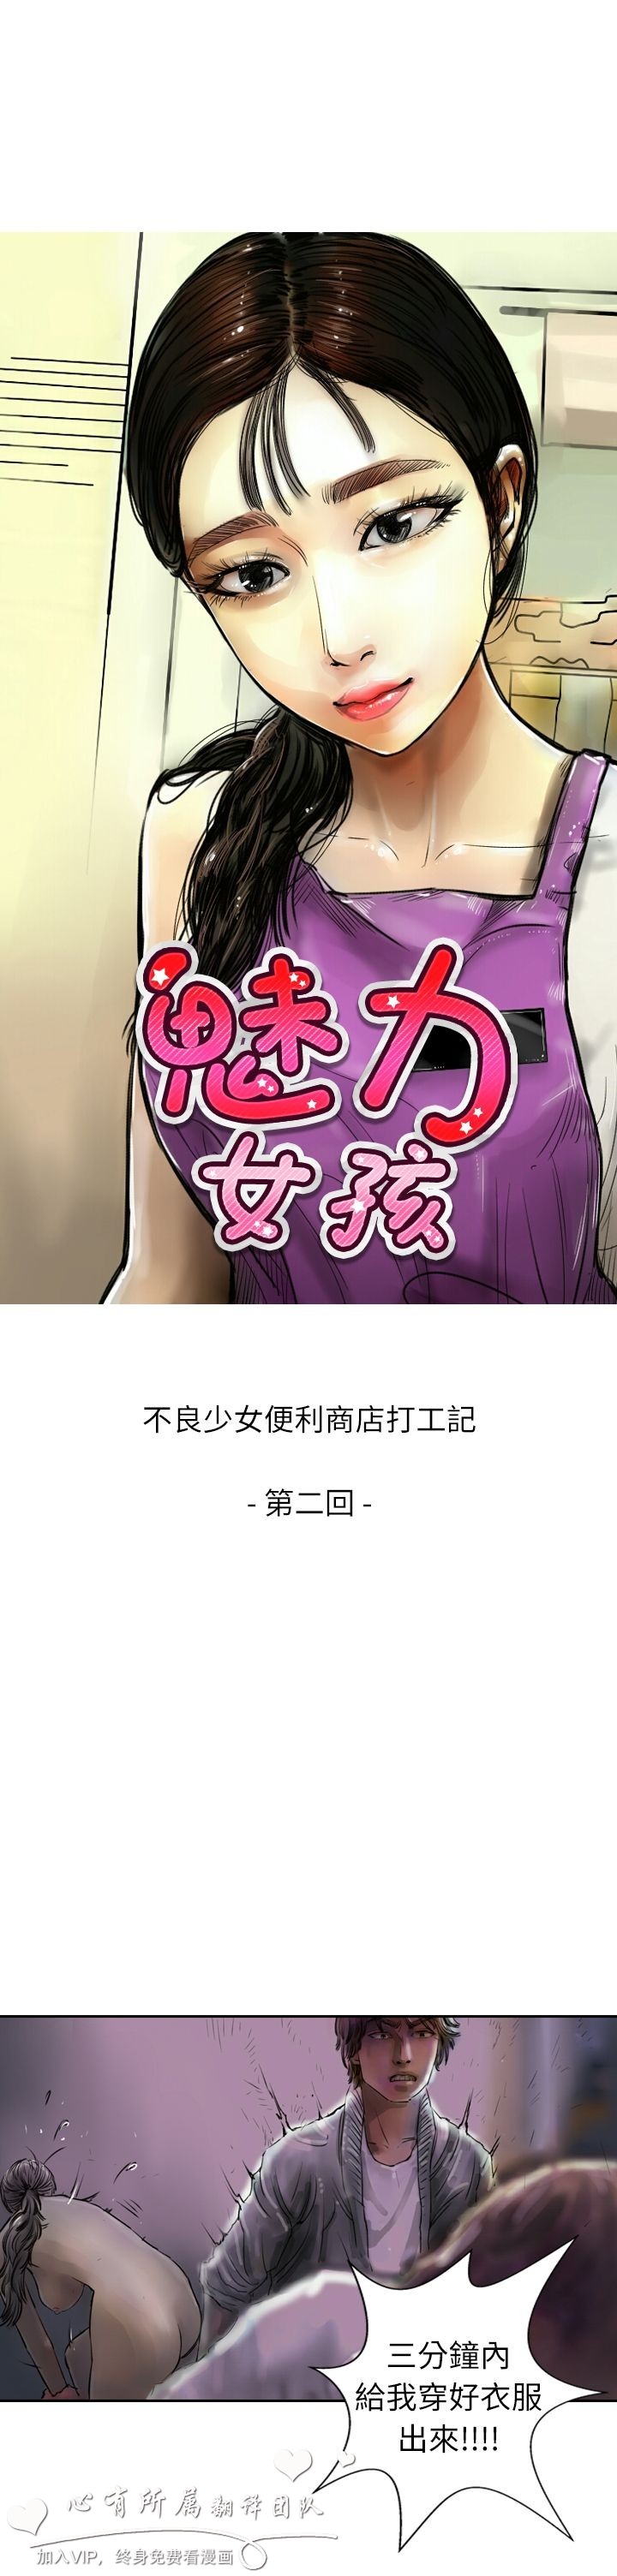 魅力
女孩
不良少女便利商店打工記
- 第二回 -
三分鐘內
給我穿好衣服
出來!!!!
心有所属翻译团队
加入VIP，终身免费看漫画